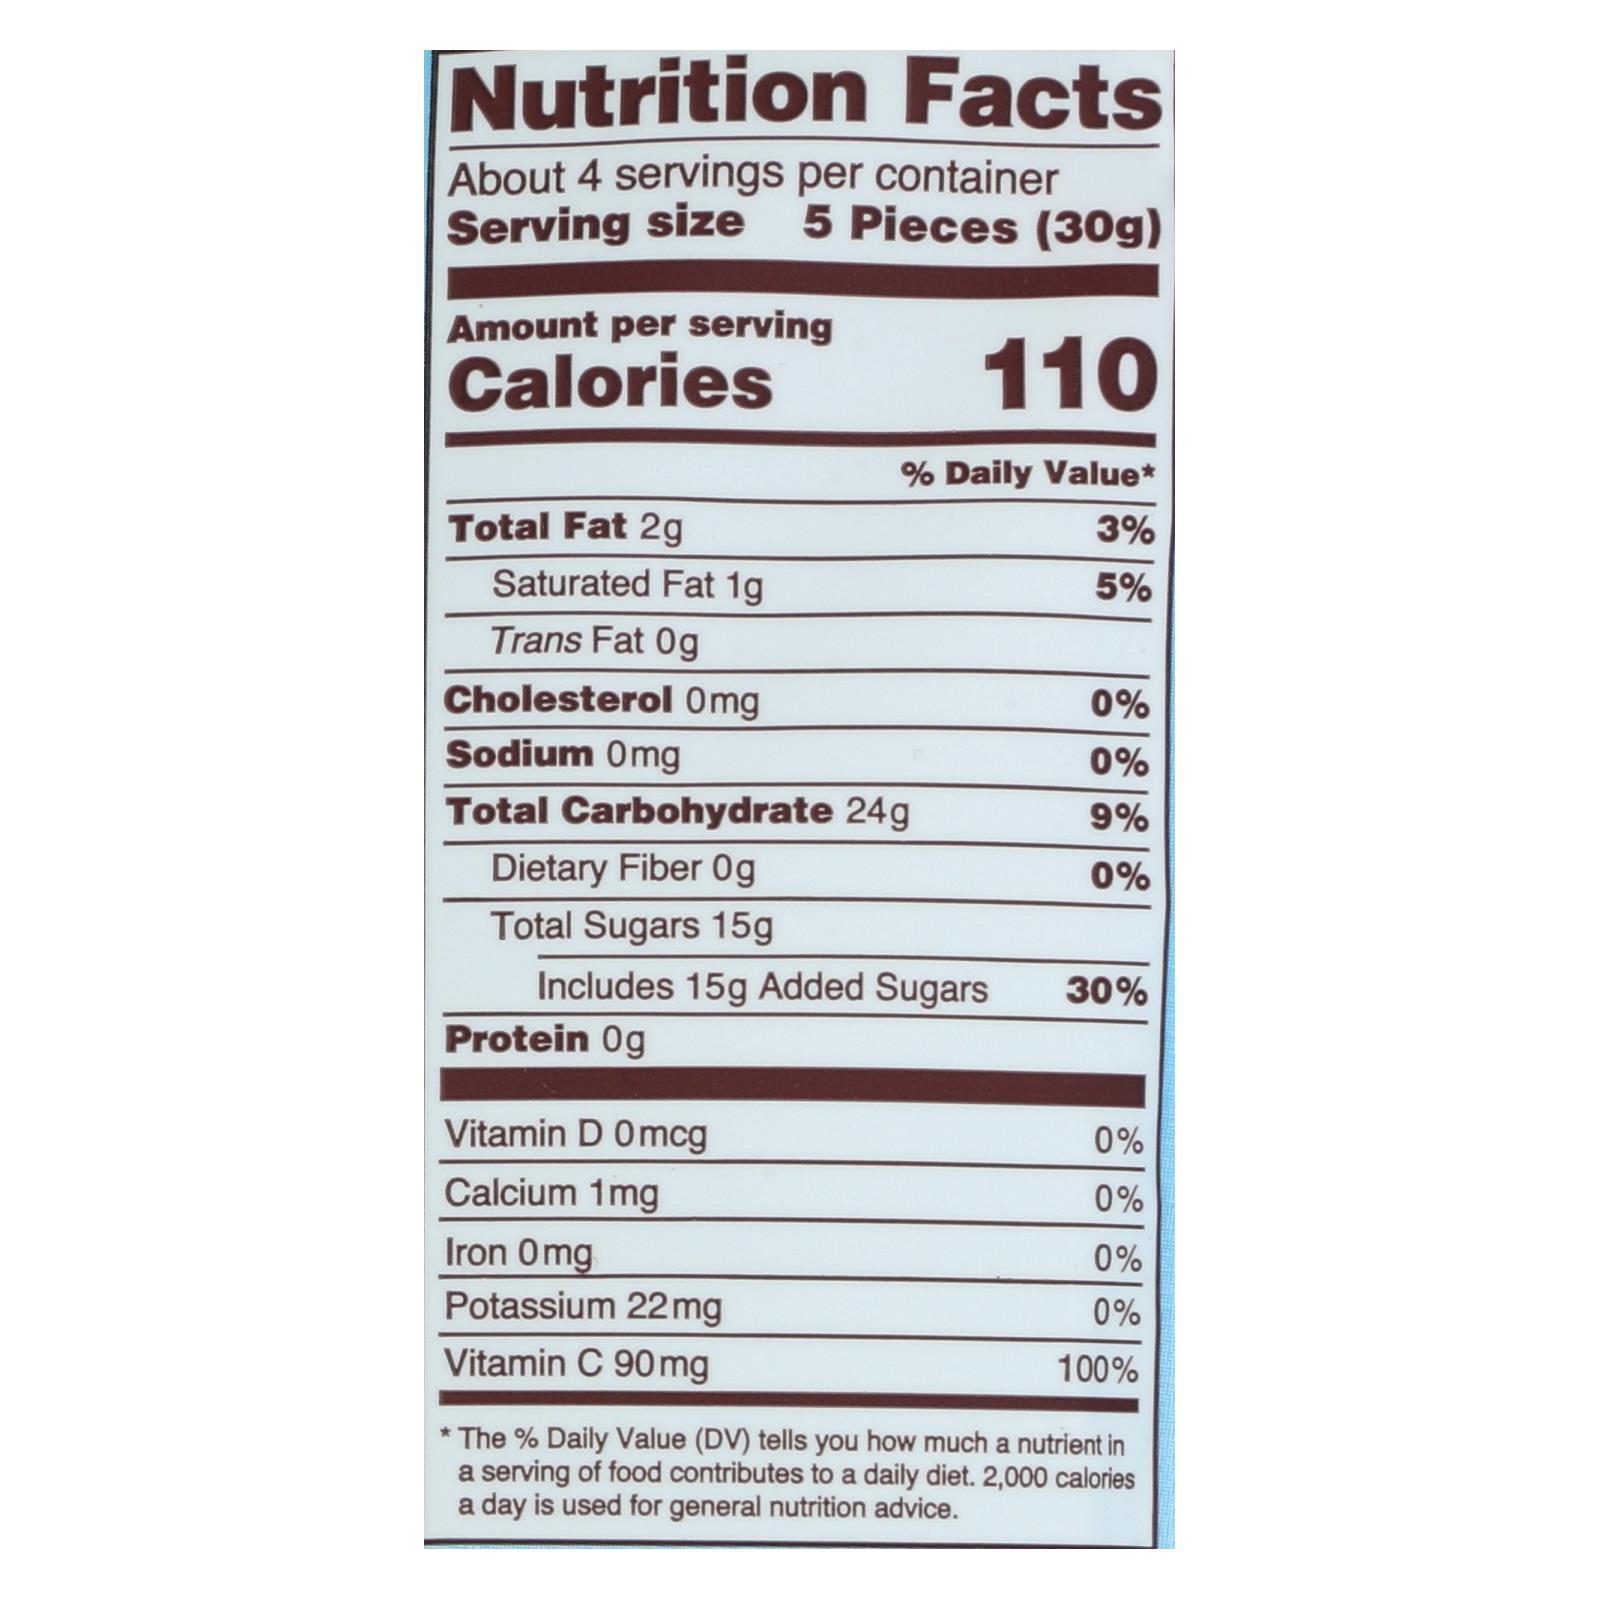 Nutrition Facts
About 4 servings per container
Serving size 5 Pieces (30g)
Amount per serving
Calories 110
% Daily Value*
Total Fat 2g 3%
Saturated Fat 1g 5%
Trans Fat 0g
Cholesterol 0mg 0%
Sodium 0mg 0%
Total Carbohydrate 24g 9%
Dietary Fiber 0g 0%
Total Sugars 15g
Includes 15g Added Sugars 30%
Protein 0g
Vitamin D 0mcg 0%
Calcium 1mg 0%
Iron 0mg 0%
Potassium 22mg 0%
Vitamin C 90mg 100%
* The % Daily Value (DV) tells you how much a nutrient in
a serving of food contributes to a daily diet. 2,000 calories
a day is used for general nutrition advice.